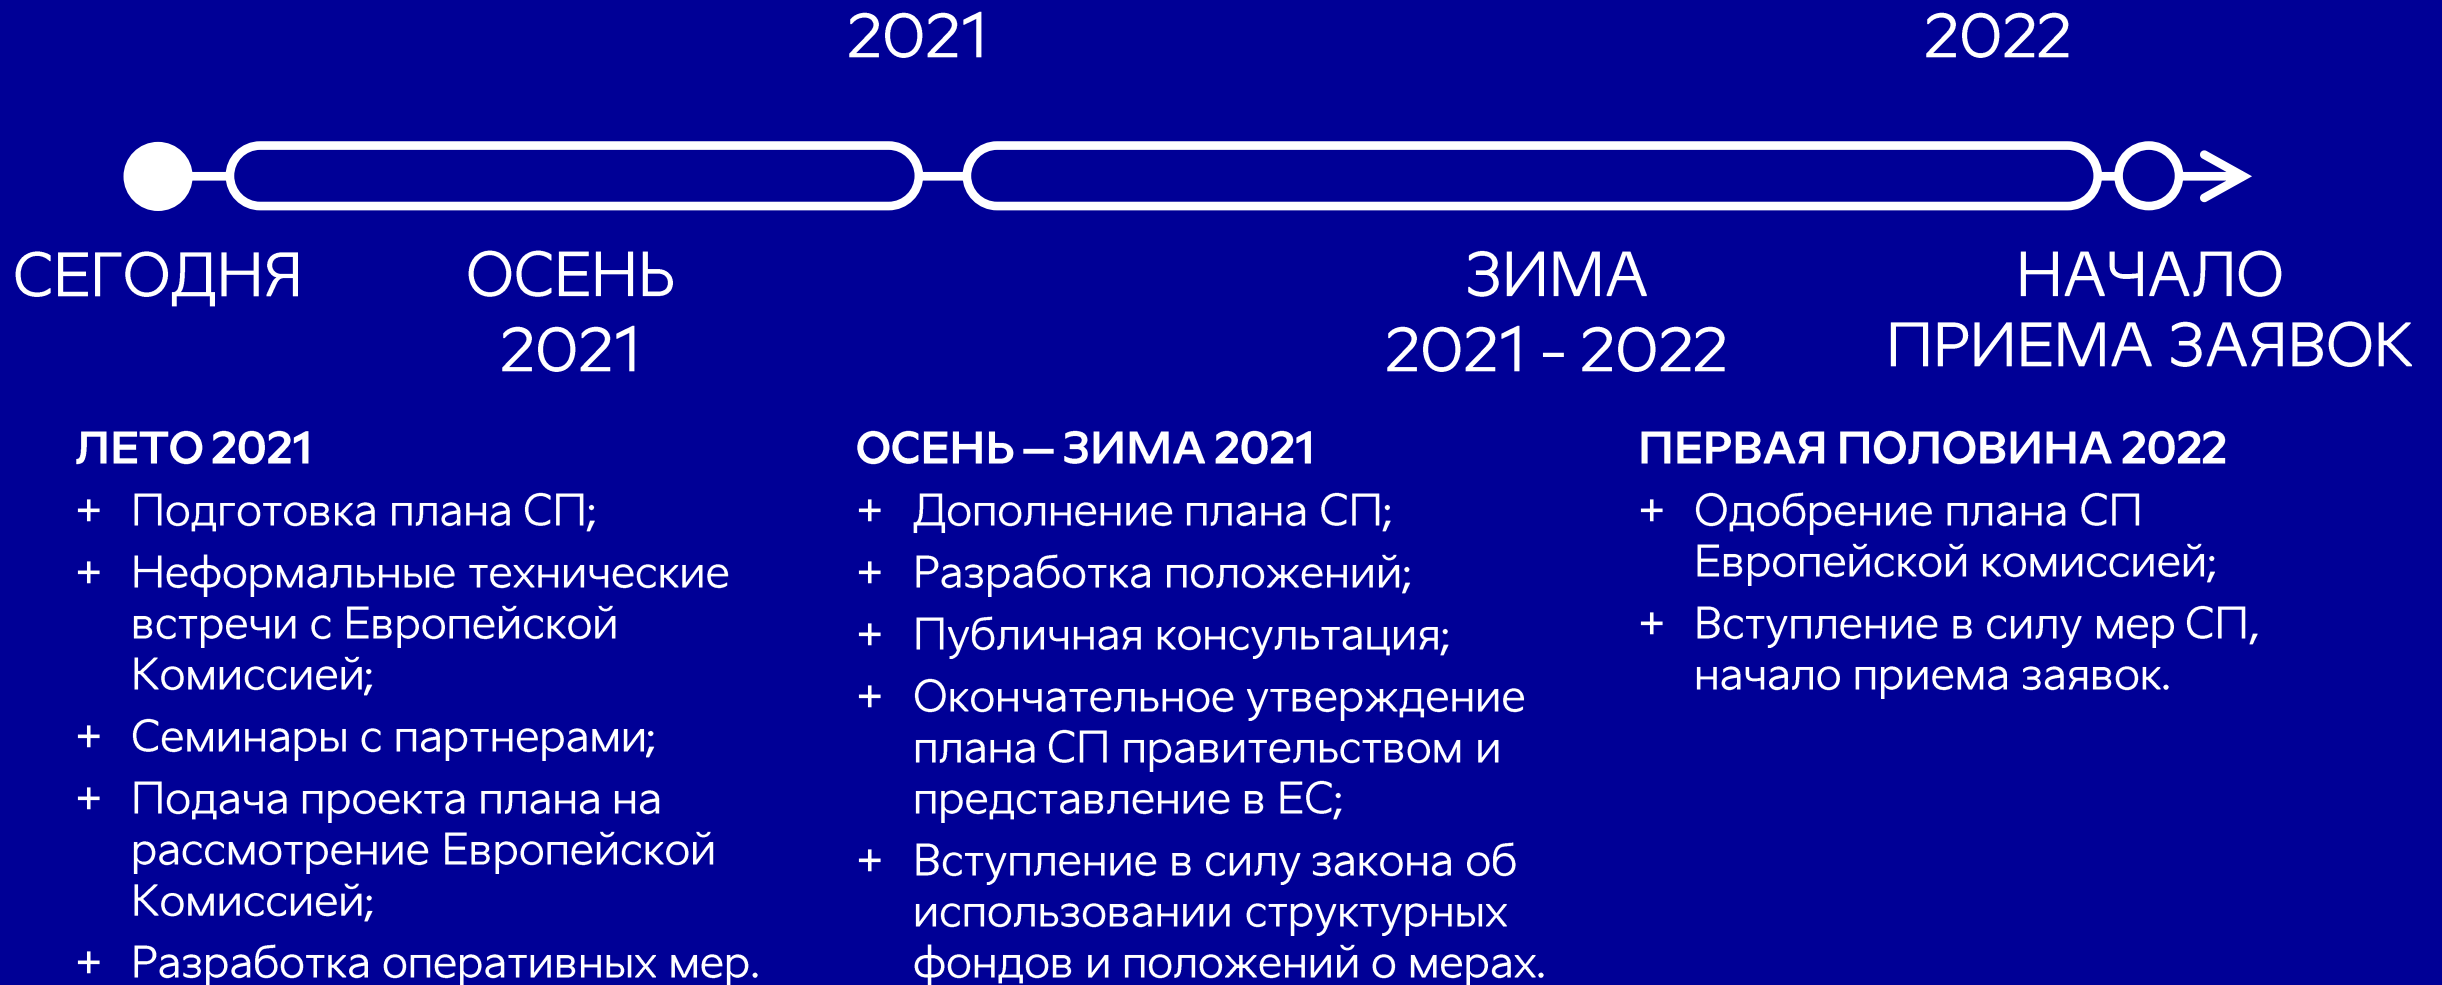 2021
2022
СЕГОДНЯ
ОСЕНЬ
2021
ЗИМА
2021 - 2022
НАЧАЛО
ПРИЕМА ЗАЯВОК
ЛЕТО 2021
+ Подготовка плана СП;
+ Неформальные технические
встречи с Европейской
Комиссией;
+ Семинары с партнерами;
+ Подача проекта плана на
рассмотрение Европейской
Комиссией;
+ Разработка оперативных мер.
ОСЕНЬ — ЗИМА 2021
+ Дополнение плана СП;
+ Разработка положений;
+ Публичная консультация;
+ Окончательное утверждение
плана СП правительством и
представление в ЕС;
+ Вступление в силу закона об
использовании структурных
фондов и положений о мерах.
ПЕРВАЯ ПОЛОВИНА 2022
+ Одобрение плана СП
Европейской комиссией;
+ Вступление в силу мер СП,
начало приема заявок.